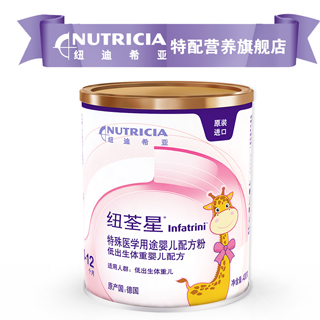 NUTRICIA
纽迪希亚
特配营养旗舰店
NUTRICIA
纽迪希亚
原装
进口
纽荃星 Infatrini
特殊医学用途婴儿配方粉
低出生体重婴儿配方
适用人群：低出生体重儿
-12
个月
原产国:德国